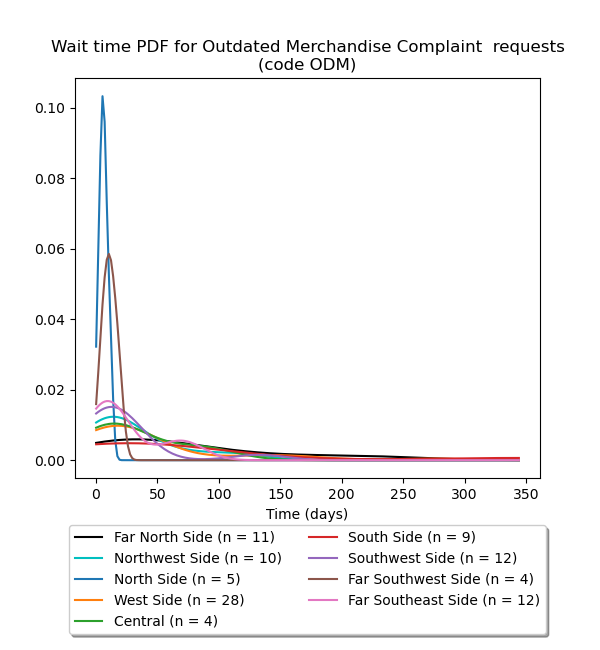 Wait time PDF for Outdated Merchandise Complaint  requests
(code ODM)
0.10
0.08
0.06
0.04
0.02
0.00
0 50 100 150 200 250 300 350
Time (days)
Far North Side (n = 11)
Northwest Side (n = 10)
North Side (n = 5)
West Side (n = 28)
Central (n = 4)
South Side (n = 9)
Southwest Side (n = 12)
Far Southwest Side (n = 4)
Far Southeast Side (n = 12)